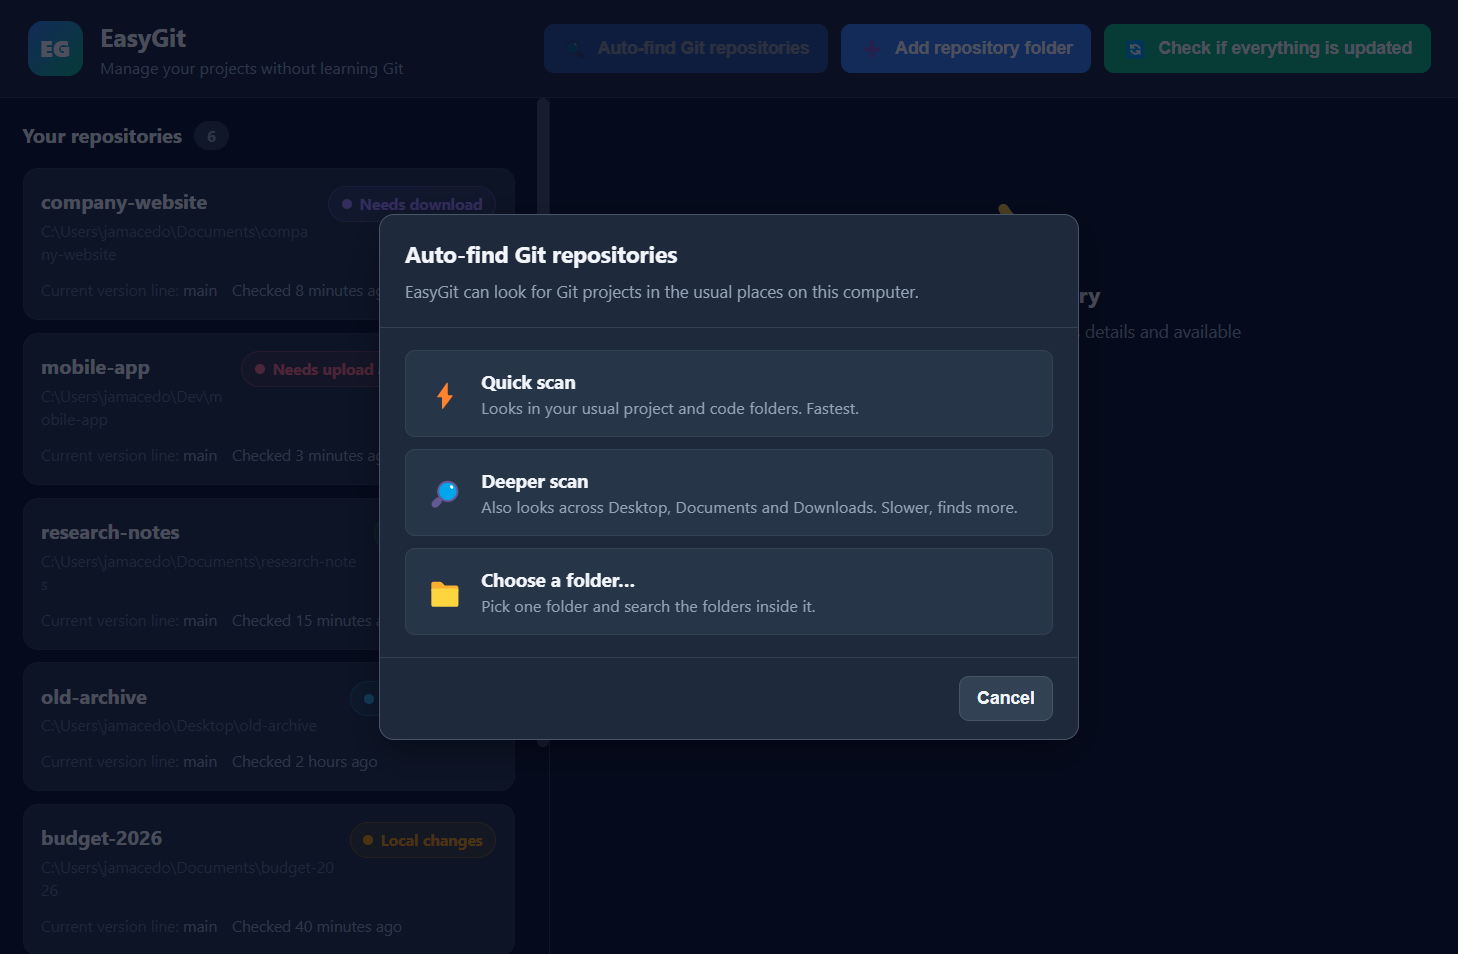 EG
EasyGit
Manage your projects without learning Git
Auto-find Git repositories
Add repository folder
Check if everything is updated
Your repositories 6
company-website
Needs download
C:\Users\jamacedo\Documents\compa
ny-website
Current version line: main Checked 8 minutes ag
mobile-app
Needs upload
C:\Users\jamacedo\Dev\m
obile-app
Current version line: main Checked 3 minutes ag
research-notes
C:\Users\jamacedo\Documents\research-note
s
Current version line: main Checked 15 minutes a
old-archive
C:\Users\jamacedo\Desktop\old-archive
Current version line: main Checked 2 hours ago
budget-2026
Local changes
C:\Users\jamacedo\Documents\budget-20
26
Current version line: main Checked 40 minutes ago
ry
details and available
Auto-find Git repositories
EasyGit can look for Git projects in the usual places on this computer.
Quick scan
Looks in your usual project and code folders. Fastest.
Deeper scan
Also looks across Desktop, Documents and Downloads. Slower, finds more.
Choose a folder...
Pick one folder and search the folders inside it.
Cancel